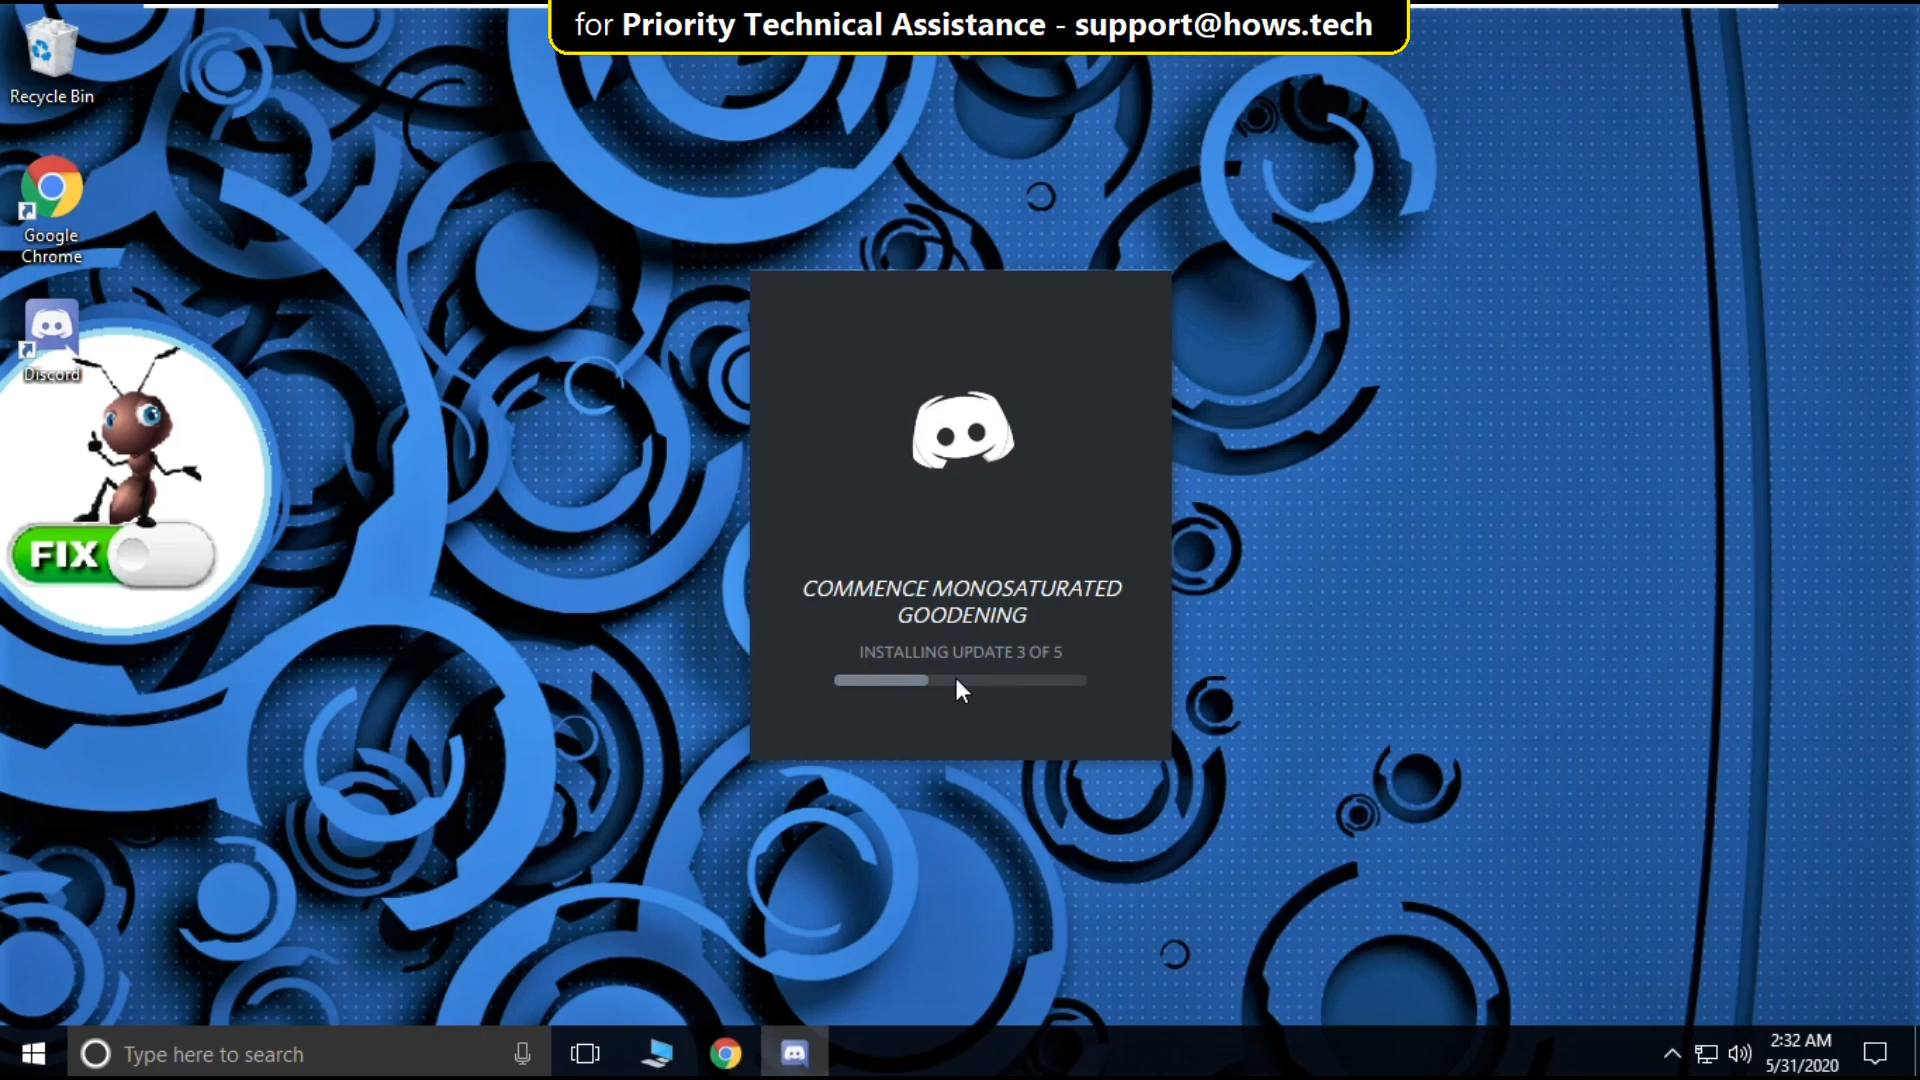 for Priority Technical Assistance - support@hows.tech
Recycle Bin
Google
Chrome
Discord
FIX
COMMENCE MONOSATURATED
GOODENING
INSTALLING UPDATE 3 OF 5
Type here to search
2:32 AM
5/31/2020